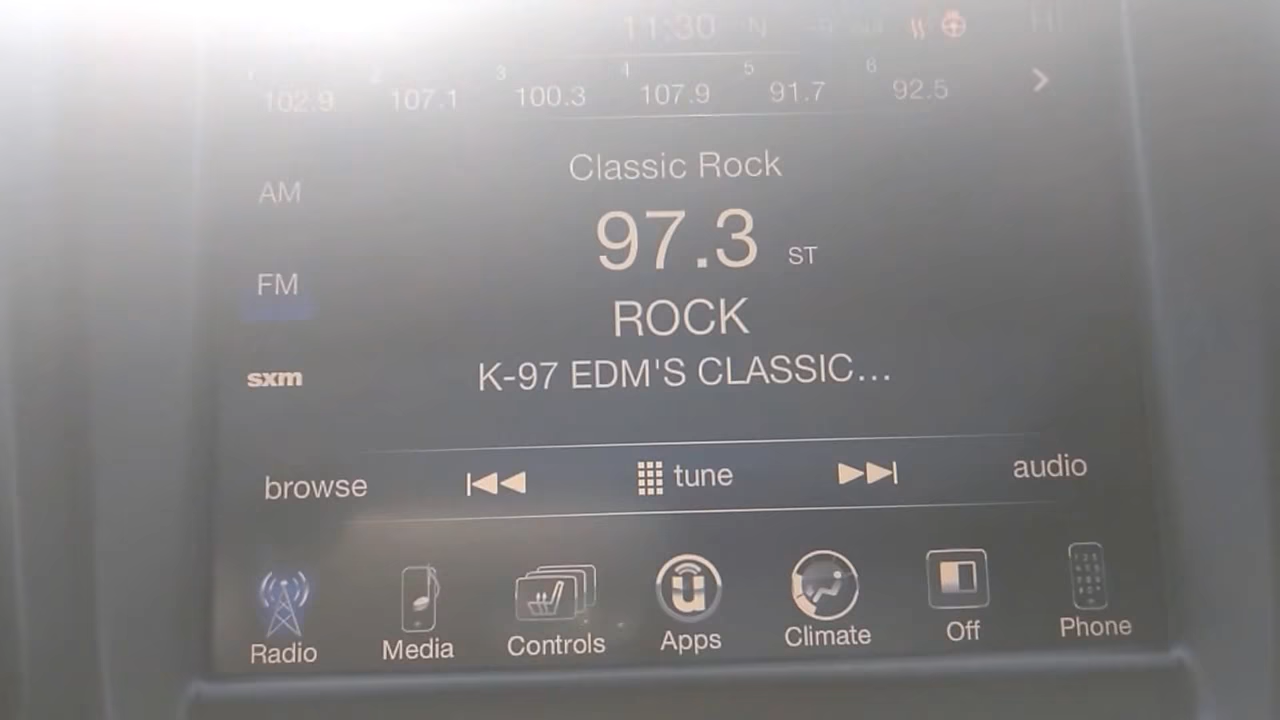 11:30 N
1 2 3 4 5 6
102.9 107.1 100.3 107.9 91.7 92.5
Classic Rock
AM
97.3 ST
FM
ROCK
K-97 EDM'S CLASSIC...
sxm
browse tune audio
Radio Media Controls Apps Climate Off Phone